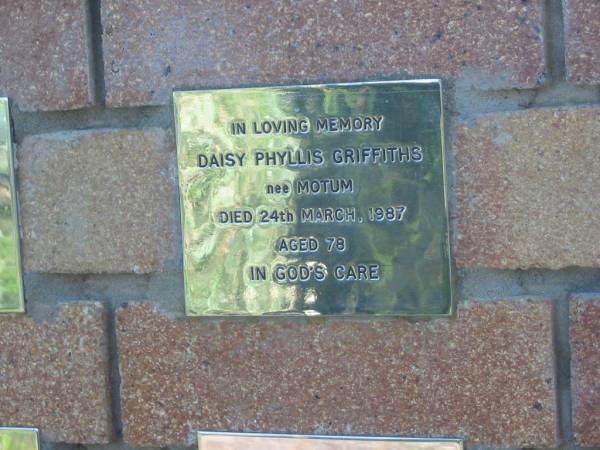 IN LOVING MEMORY
DAISY PHYLLIS GRIFFITHS
nee MOTUM
DIED 24th MARCH, 1987
AGED 78
IN GOD'S CARE